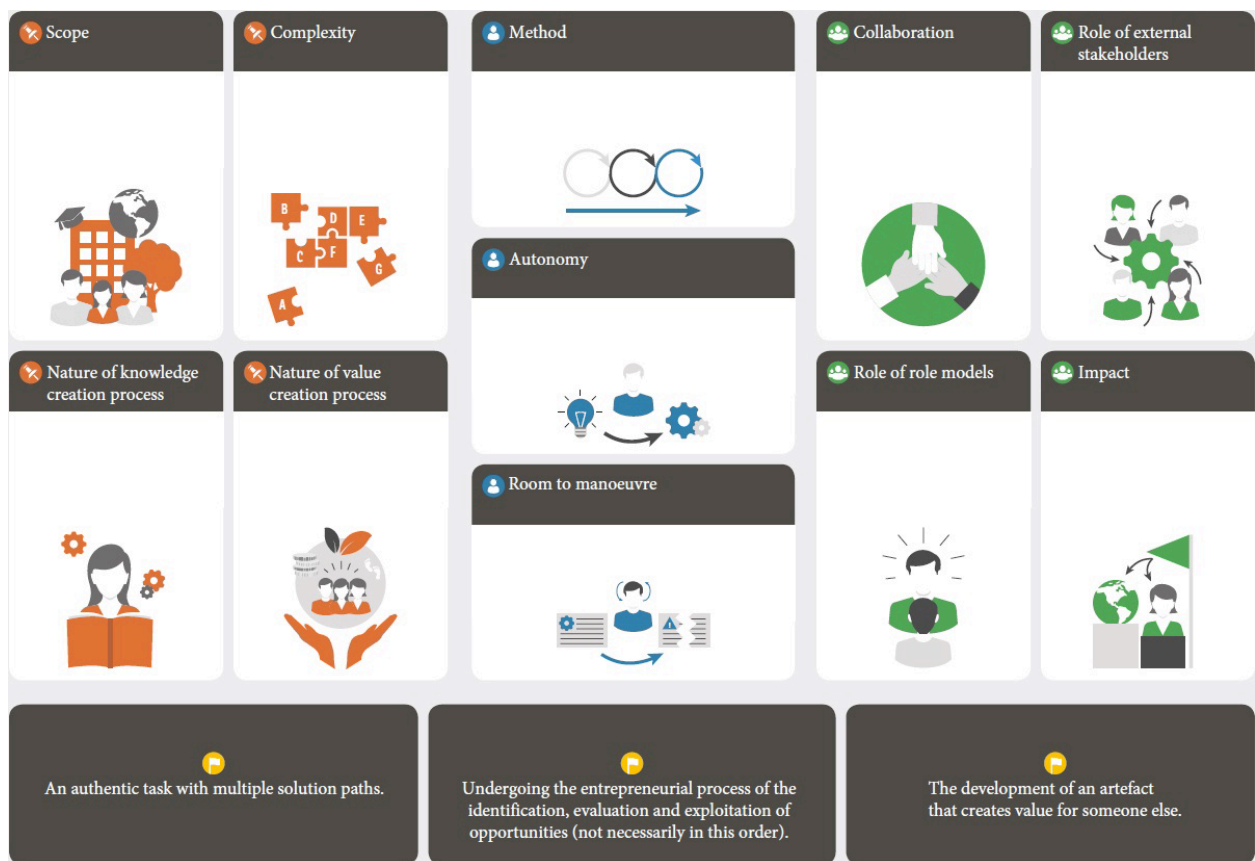 Scope
Complexity
Method
Collaboration
Role of external
stakeholders
B
D
E
C
F
G
A
Autonomy
Nature of knowledge
creation process
Nature of value
creation process
Role of role models
Impact
Room to manoeuvre
An authentic task with multiple solution paths.
Undergoing the entrepreneurial process of the
identification, evaluation and exploitation of
opportunities (not necessarily in this order).
The development of an artefact
that creates value for someone else.